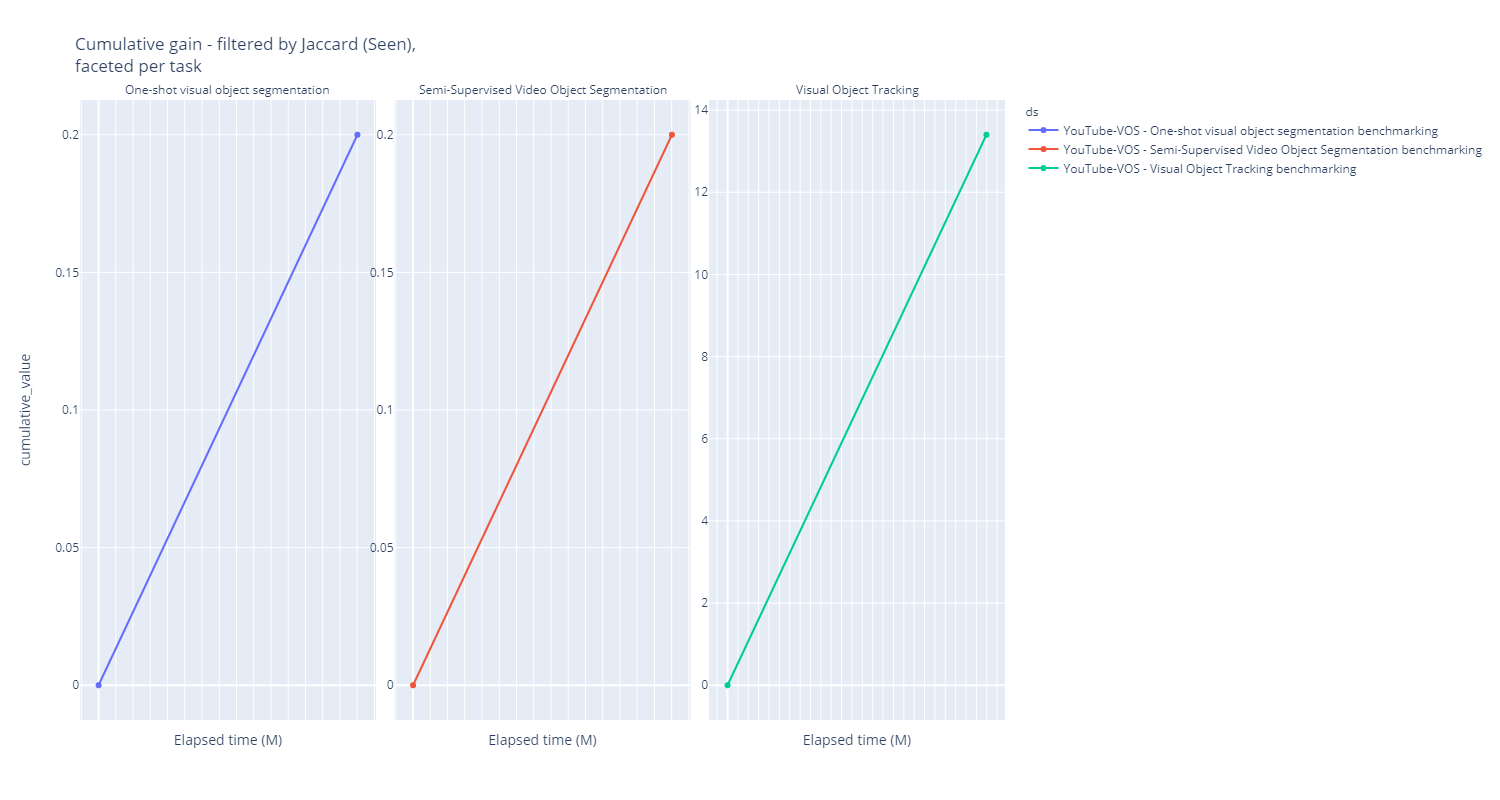 Cumulative gain - filtered by Jaccard (Seen),
faceted per task
One-shot visual object segmentation
Semi-Supervised Video Object Segmentation
Visual Object Tracking
cumulative_value
0.2
0.15
0.1
0.05
0
Elapsed time (M)
0.2
0.15
0.1
0.05
0
Elapsed time (M)
14
12
10
8
6
4
2
0
Elapsed time (M)
ds
YouTube-VOS - One-shot visual object segmentation benchmarking
YouTube-VOS - Semi-Supervised Video Object Segmentation benchmarking
YouTube-VOS - Visual Object Tracking benchmarking